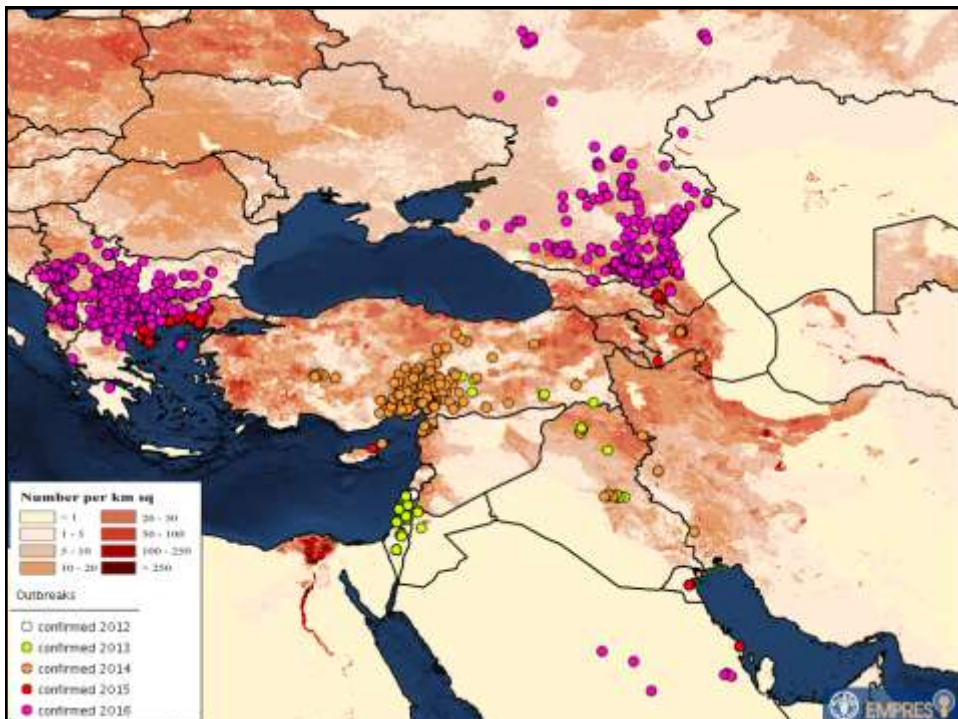 Number per km sq
< 1
1 - 5
5 - 10
10 - 20
20 - 50
50 - 100
100 - 250
> 250
Outbreaks
confirmed 2012
confirmed 2013
confirmed 2014
confirmed 2015
confirmed 2016
EMPRES